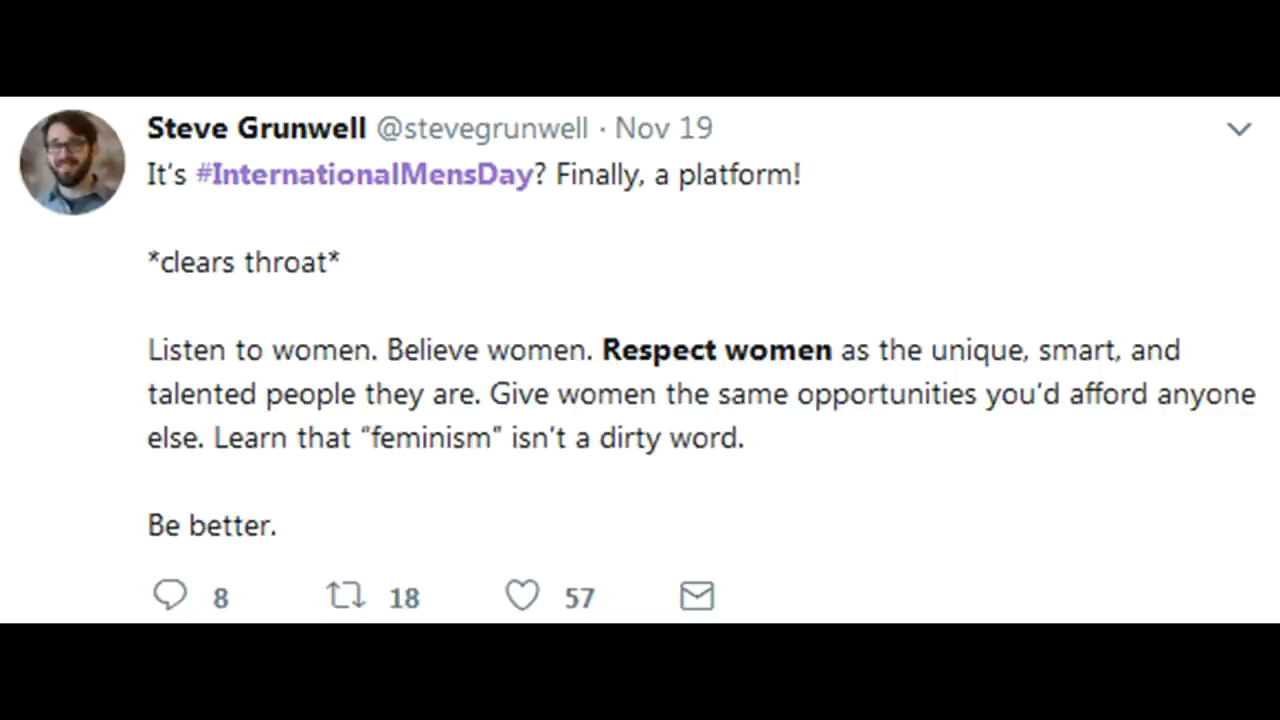 Steve Grunwell @stevegrunwell · Nov 19
It's #InternationalMensDay? Finally, a platform!
*clears throat*
Listen to women. Believe women. Respect women as the unique, smart, and
talented people they are. Give women the same opportunities you'd afford anyone
else. Learn that "feminism" isn't a dirty word.
Be better.
8 18 57